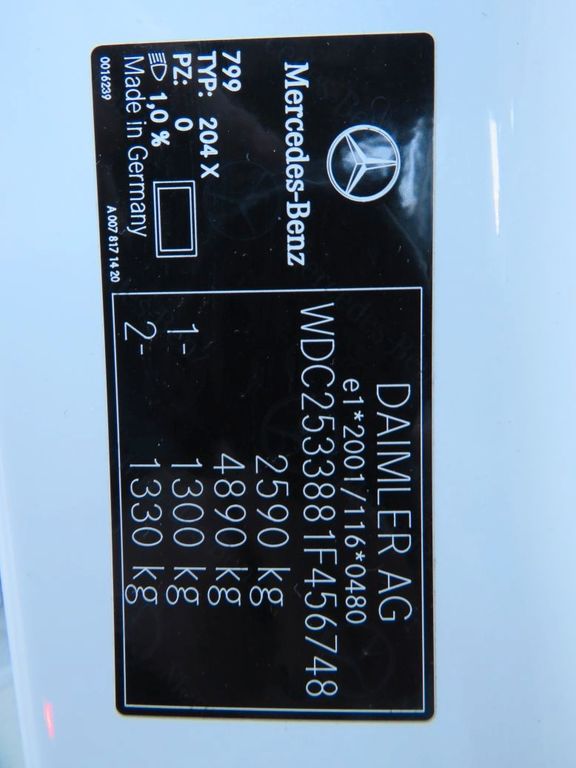 Mercedes-Benz
799
TYP: 204 X
PZ: 0
1,0 %
Made in Germany
0016239
A 007 817 14 20
DAIMLER AG
e1*2001/116*0480
WDC2533881F456748
2590 kg
4890 kg
1- 1300 kg
2- 1330 kg